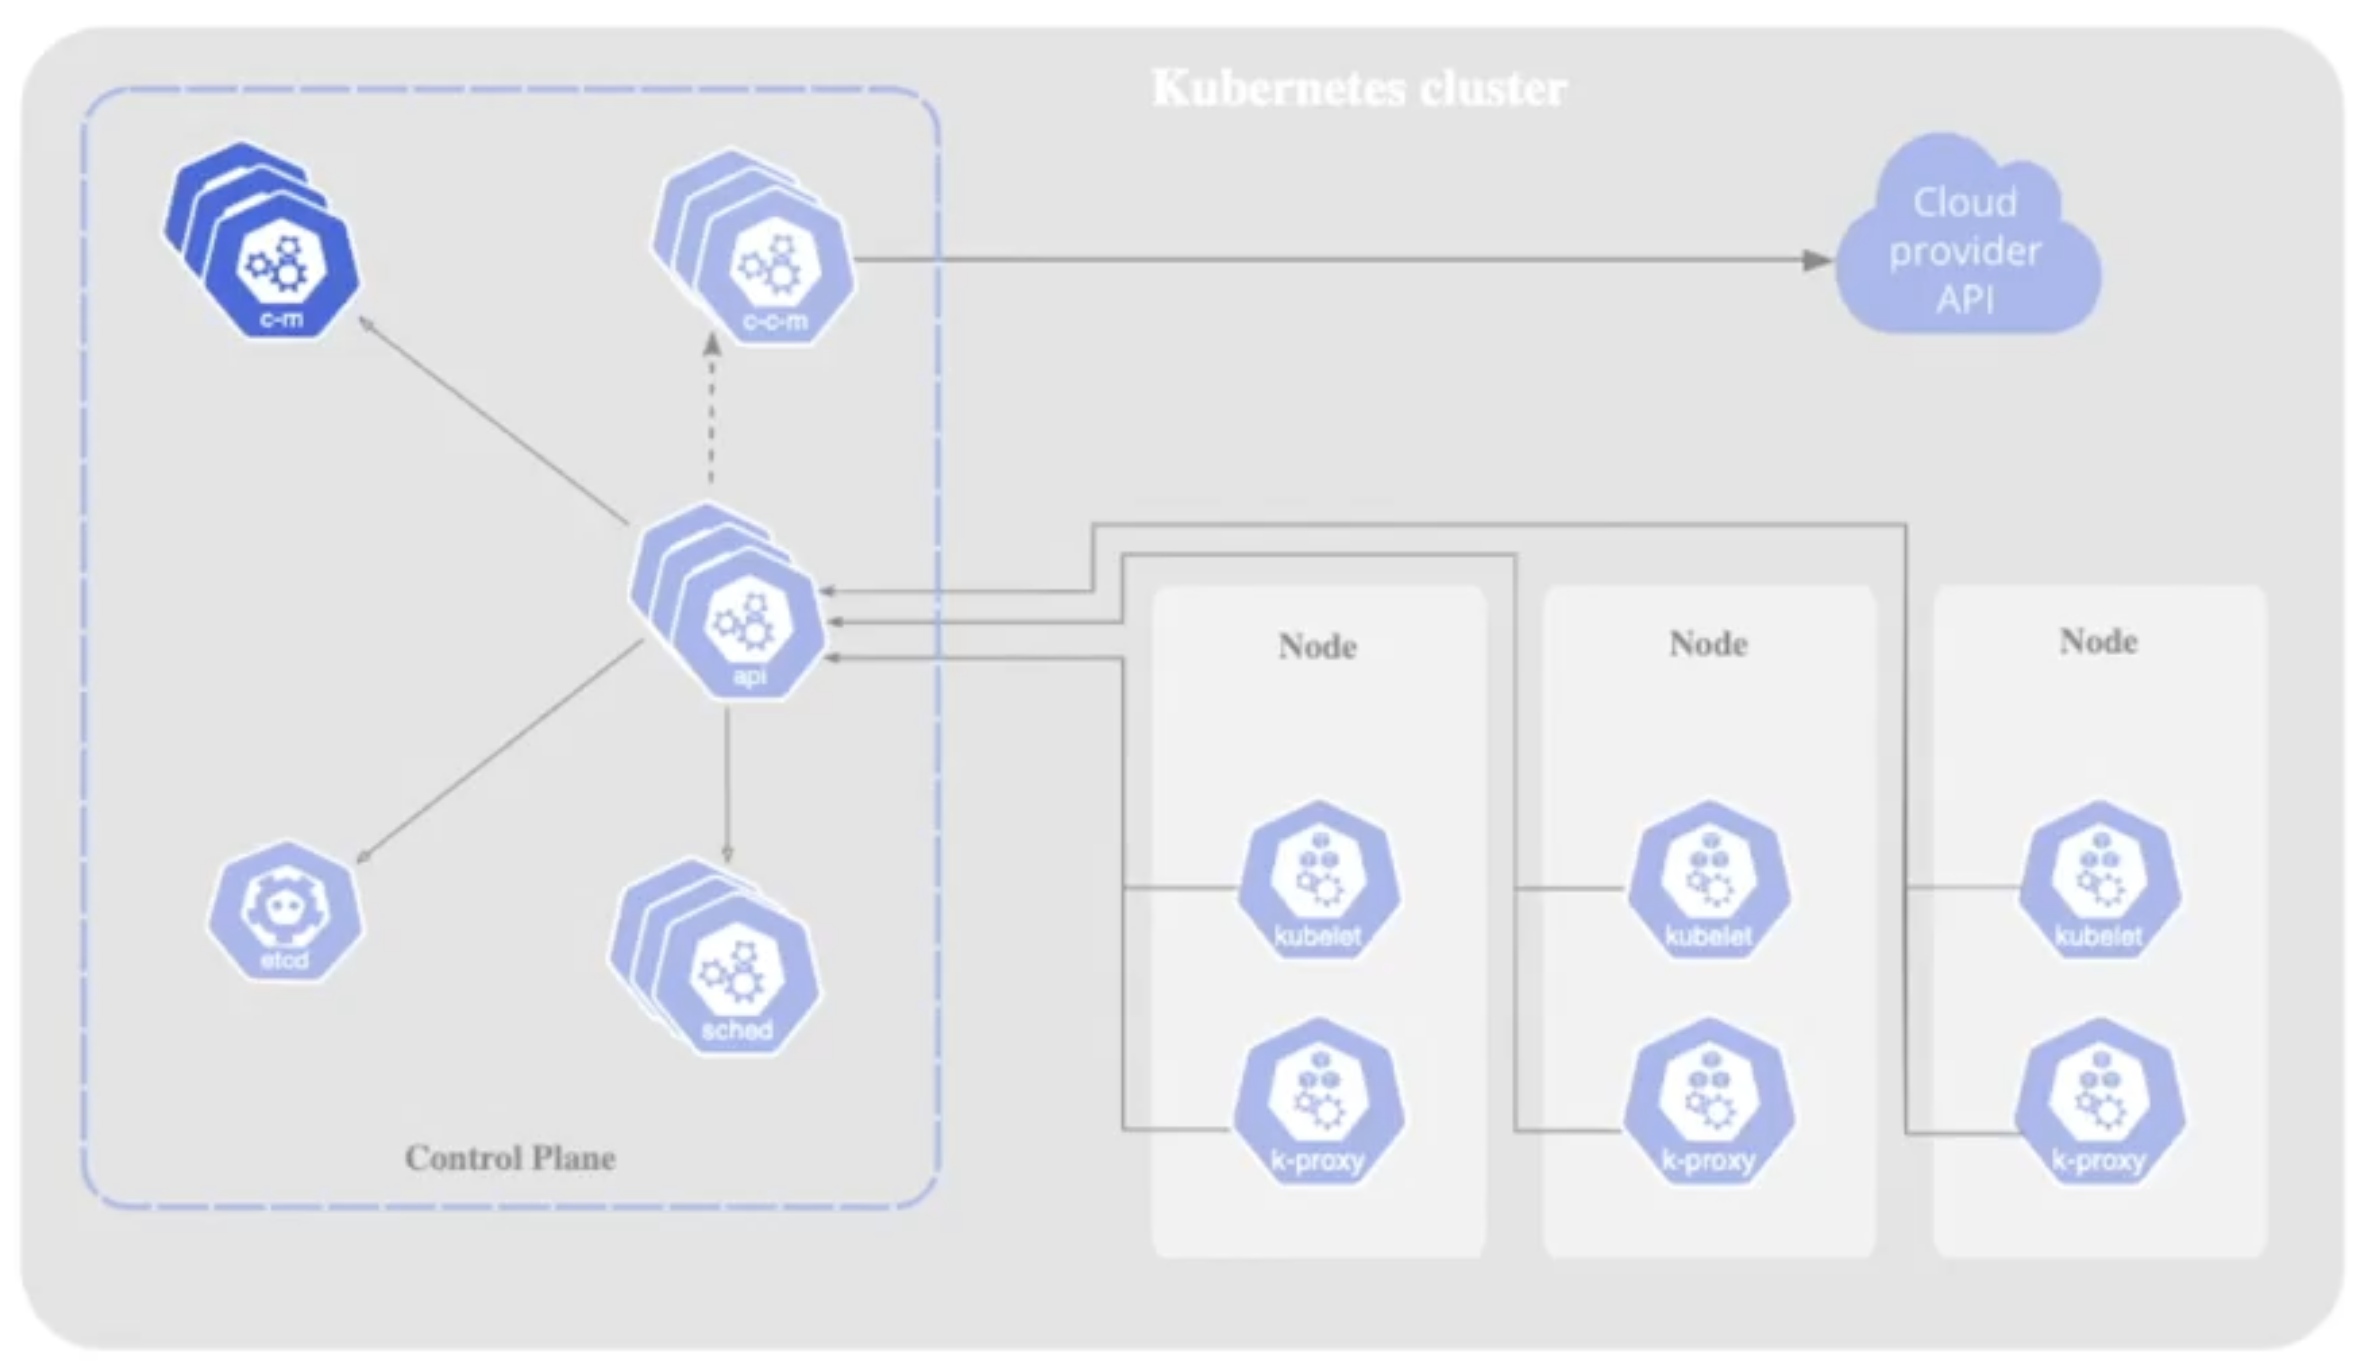 Kubernetes cluster
c-m
c-c-m
Cloud
provider
API
api
etcd
sched
Control Plane
Node
kubelet
k-proxy
Node
kubelet
k-proxy
Node
kubelet
k-proxy